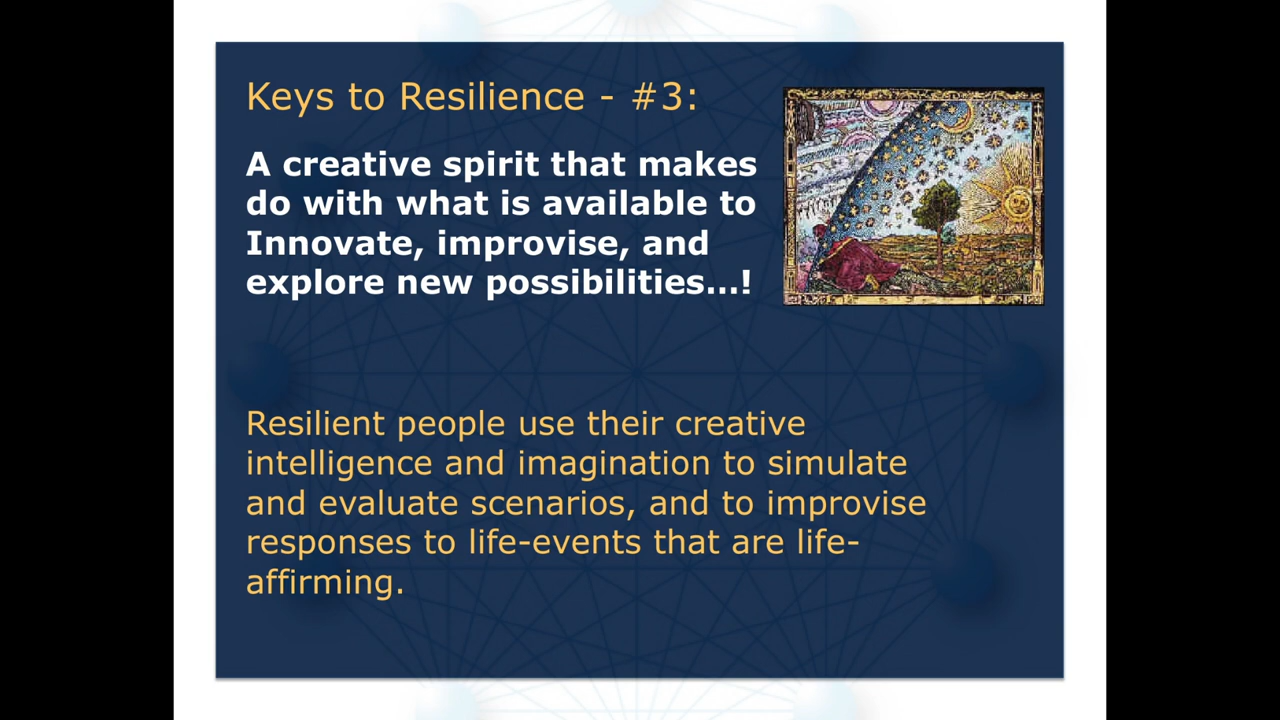 Keys to Resilience - #3:
A creative spirit that makes
do with what is available to
Innovate, improvise, and
explore new possibilities...!
Resilient people use their creative
intelligence and imagination to simulate
and evaluate scenarios, and to improvise
responses to life-events that are life-
affirming.